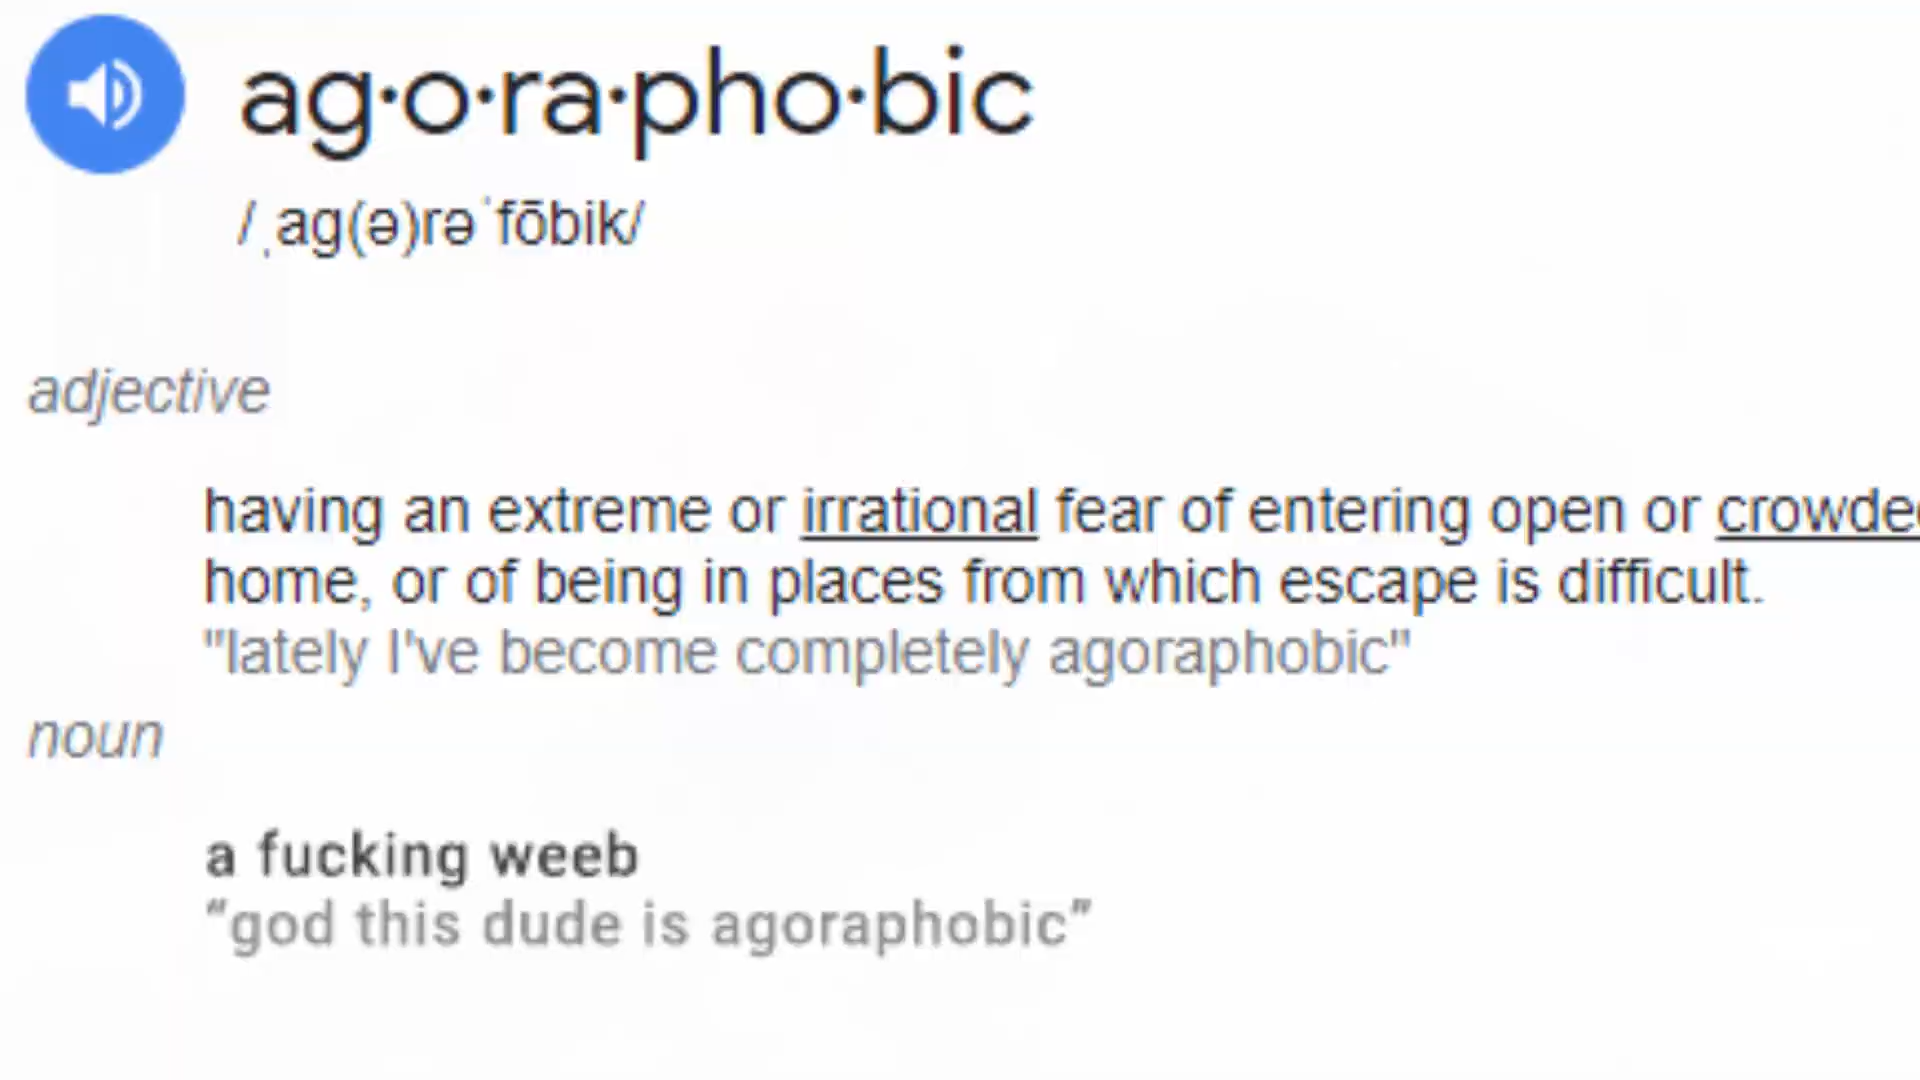 ag·o·ra·pho·bic
/ˌag(ə)rəˈfōbik/
adjective
having an extreme or irrational fear of entering open or
home, or of being in places from which escape is difficult.
"lately I've become completely agoraphobic"
noun
a fucking weeb
“god this dude is agoraphobic”